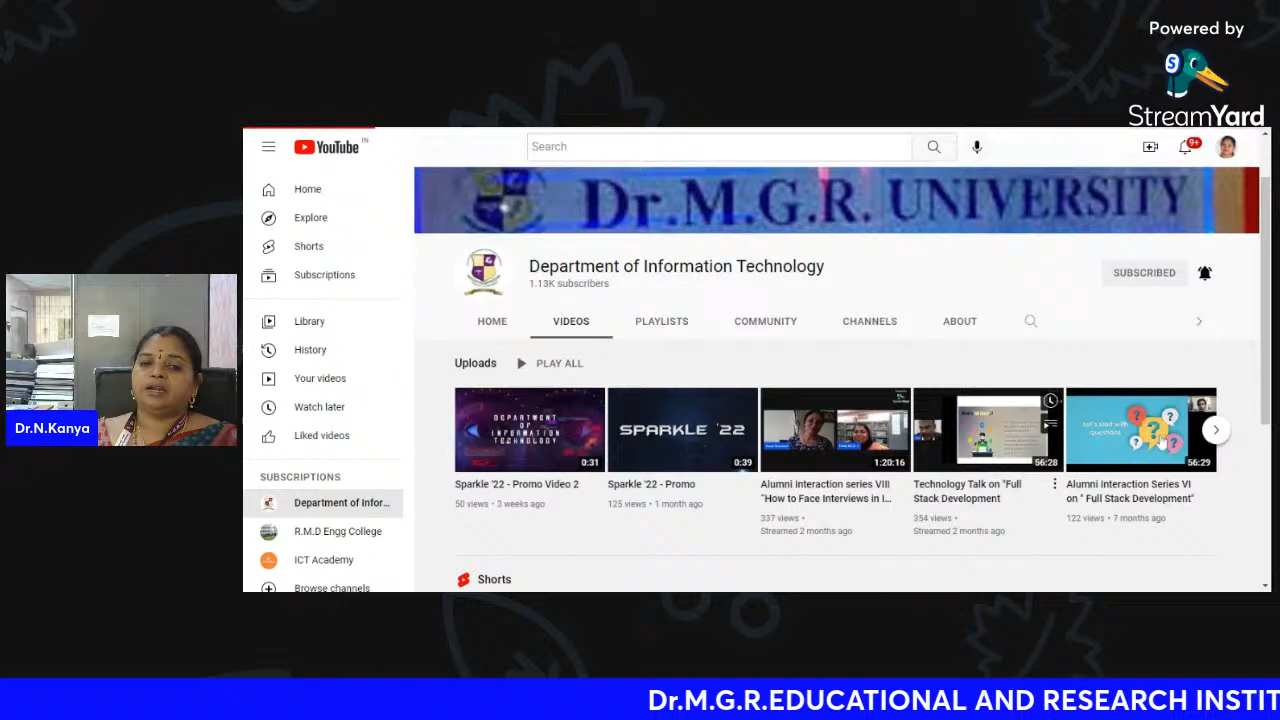 Powered by
StreamYard
YouTube IN
Search
9+
Home
Explore
Shorts
Subscriptions
Library
History
Your videos
Watch later
Liked videos
SUBSCRIPTIONS
Department of Infor...
R.M.D Engg College
ICT Academy
Browse channels
Dr.M.G.R. UNIVERSITY
Department of Information Technology
1.13K subscribers
SUBSCRIBED
HOME VIDEOS PLAYLISTS COMMUNITY CHANNELS ABOUT
Uploads PLAY ALL
DEPARTMENT
OF
INFORMATION
TECHNOLOGY
0:31
Sparkle '22 - Promo Video 2
50 views • 3 weeks ago
SPARKLE '22
0:39
Sparkle '22 - Promo
125 views • 1 month ago
1:20:16
Alumni Interaction series VIII
"How to Face Interviews in I...
337 views •
Streamed 2 months ago
56:28
Technology Talk on "Full
Stack Development
354 views •
Streamed 2 months ago
Let's start with
questions
56:29
Alumni Interaction Series VI
on " Full Stack Development"
122 views • 7 months ago
Shorts
Dr.N.Kanya
Dr.M.G.R.EDUCATIONAL AND RESEARCH INSTIT